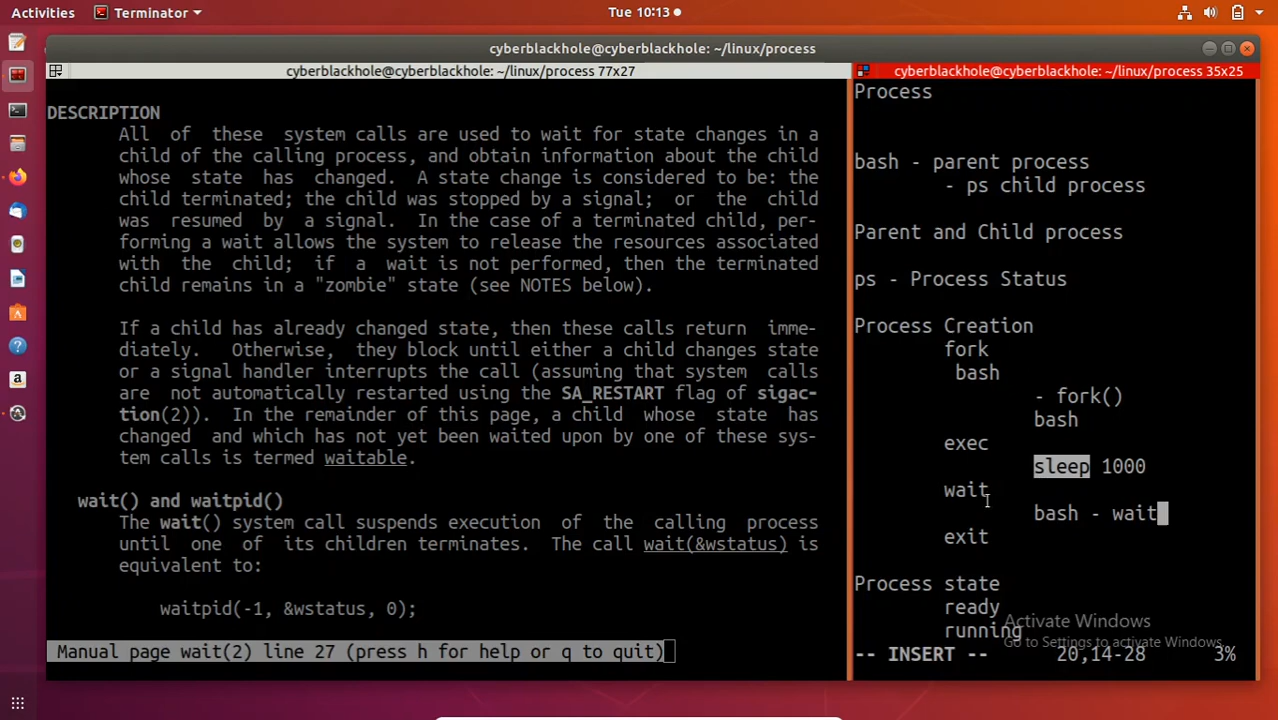 Activities Terminator Tue 10:13
cyberblackhole@cyberblackhole: ~/linux/process
cyberblackhole@cyberblackhole: ~/linux/process 77x27
DESCRIPTION
All of these system calls are used to wait for state changes in a
child of the calling process, and obtain information about the child
whose state has changed. A state change is considered to be: the
child terminated; the child was stopped by a signal; or the child
was resumed by a signal. In the case of a terminated child, per-
forming a wait allows the system to release the resources associated
with the child; if a wait is not performed, then the terminated
child remains in a "zombie" state (see NOTES below).
If a child has already changed state, then these calls return imme-
diately. Otherwise, they block until either a child changes state
or a signal handler interrupts the call (assuming that system calls
are not automatically restarted using the SA_RESTART flag of sigac-
tion(2)). In the remainder of this page, a child whose state has
changed and which has not yet been waited upon by one of these sys-
tem calls is termed waitable.
wait() and waitpid()
The wait() system call suspends execution of the calling process
until one of its children terminates. The call wait(&wstatus) is
equivalent to:
waitpid(-1, &wstatus, 0);
Manual page wait(2) line 27 (press h for help or q to quit)
cyberblackhole@cyberblackhole: ~/linux/process 35x25
Process
bash - parent process
- ps child process
Parent and Child process
ps - Process Status
Process Creation
fork
bash
- fork()
bash
exec
sleep 1000
wait
bash - wait
exit
Process state
ready
running
-- INSERT -- 20,14-28 3%
Activate Windows
Go to Settings to activate Windows.